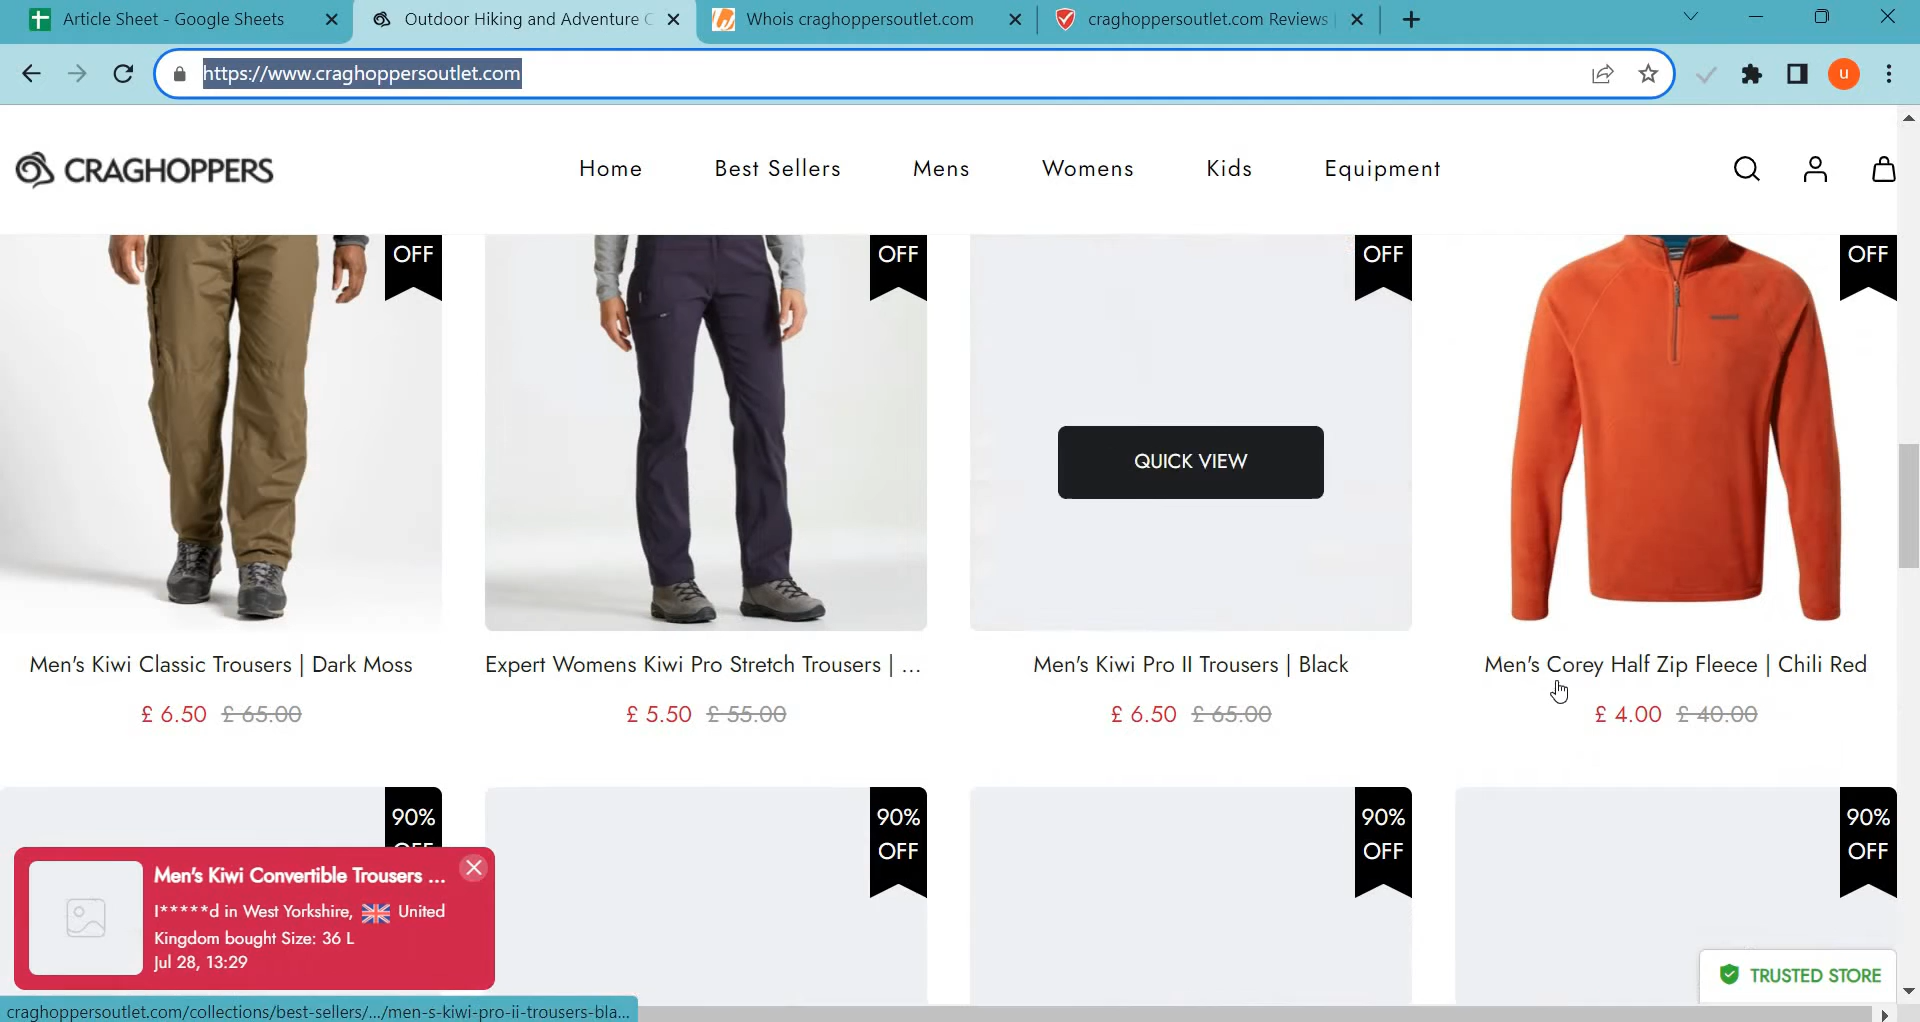 Article Sheet - Google Sheets
Outdoor Hiking and Adventure
Whois craghoppersoutlet.com
craghoppersoutlet.com Reviews
https://www.craghoppersoutlet.com
u
CRAGHOPPERS
Home
Best Sellers
Mens
Womens
Kids
Equipment
OFF
OFF
OFF
OFF
QUICK VIEW
Men's Kiwi Classic Trousers | Dark Moss
Expert Womens Kiwi Pro Stretch Trousers | ...
Men's Kiwi Pro II Trousers | Black
Men's Corey Half Zip Fleece | Chili Red
£ 6.50 £ 65.00
£ 5.50 £ 55.00
£ 6.50 £ 65.00
£ 4.00 £ 40.00
90%
OFF
90%
OFF
90%
OFF
90%
OFF
Men's Kiwi Convertible Trousers ...
I*****d in West Yorkshire, United
Kingdom bought Size: 36 L
Jul 28, 13:29
TRUSTED STORE
craghoppersoutlet.com/collections/best-sellers/.../men-s-kiwi-pro-ii-trousers-bla...